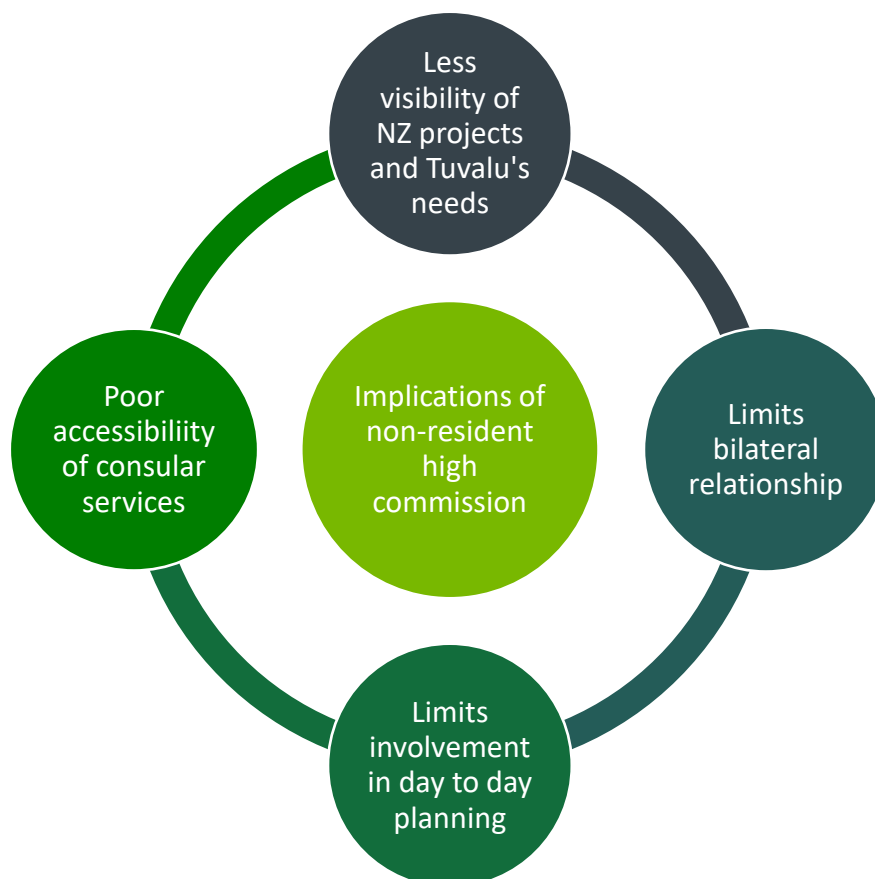 Less
visibility of
NZ projects
and Tuvalu's
needs
Poor
accessibiliity
of consular
services
Implications of
non-resident
high
commission
Limits
bilateral
relationship
Limits
involvement
in day to day
planning